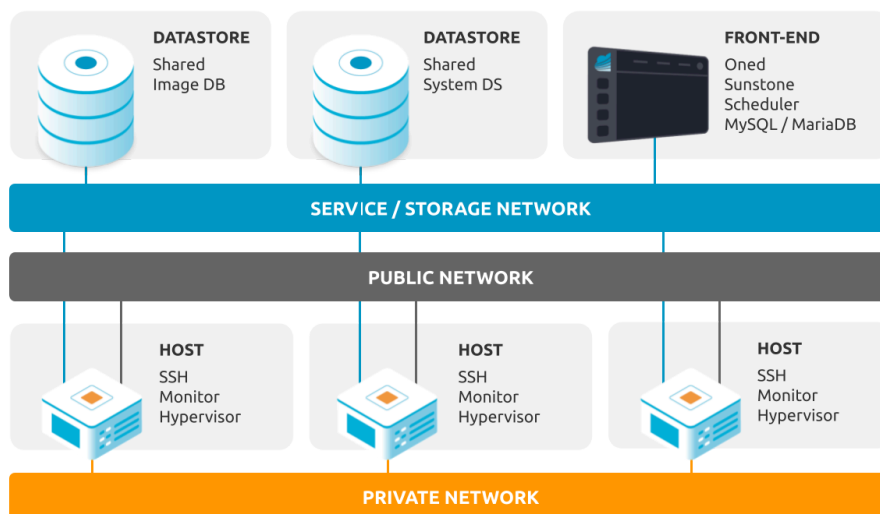 DATASTORE
Shared
Image DB
DATASTORE
Shared
System DS
FRONT-END
Oned
Sunstone
Scheduler
MySQL / MariaDB
SERVICE / STORAGE NETWORK
PUBLIC NETWORK
HOST
SSH
Monitor
Hypervisor
HOST
SSH
Monitor
Hypervisor
HOST
SSH
Monitor
Hypervisor
PRIVATE NETWORK